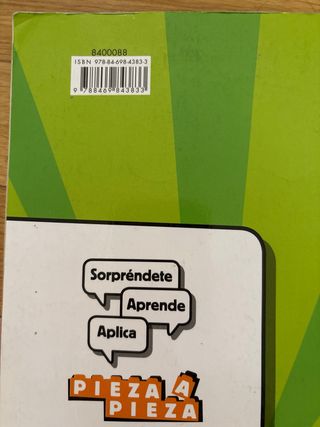 8400088
ISBN 978-84-698-4383-3
9 788469 843833
Sorpréndete
Aprende
Aplica
PIEZA A
PIEZA